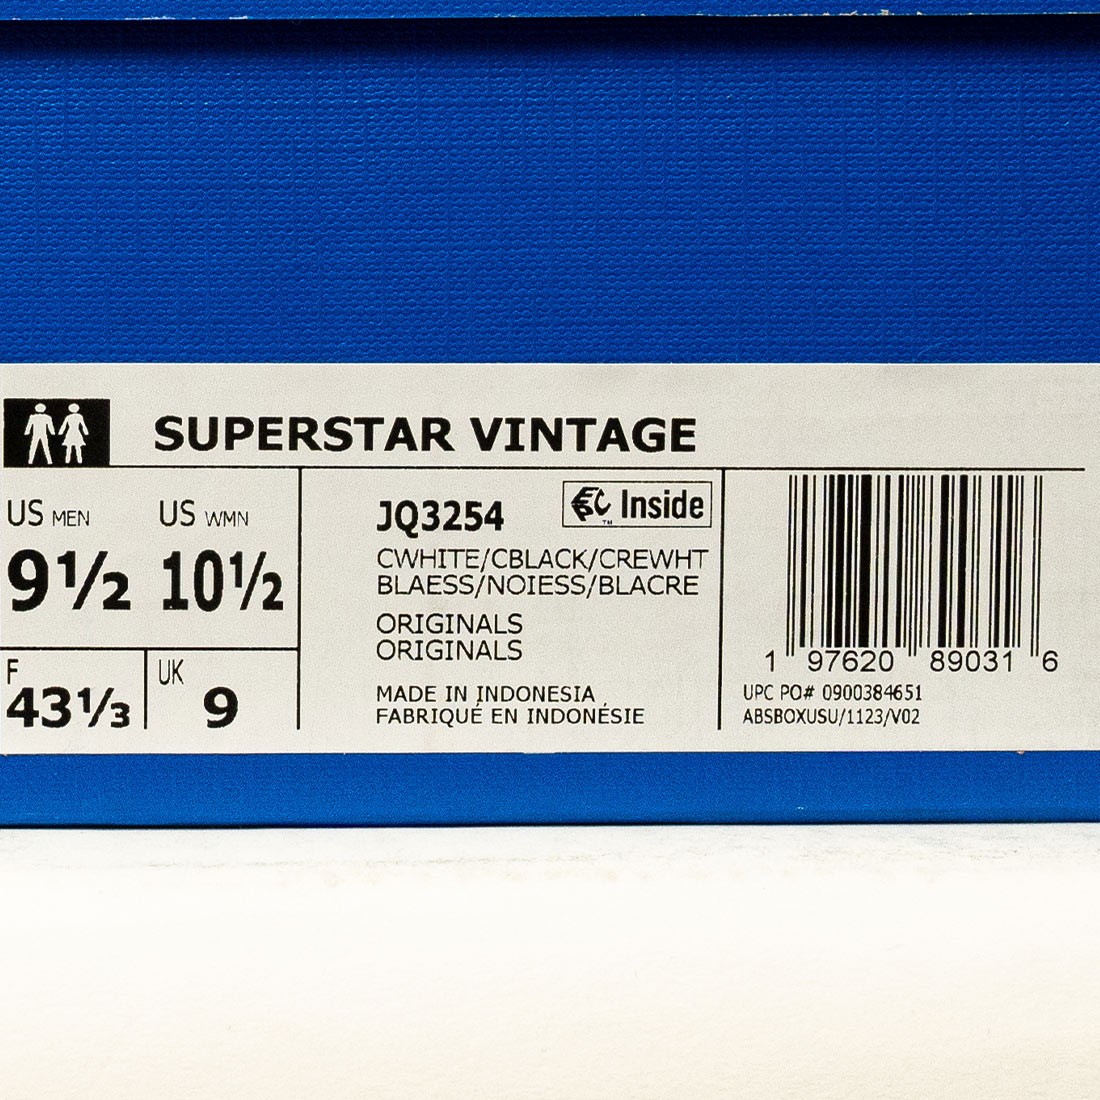 SUPERSTAR VINTAGE
US MEN
9½
US WMN
10½
F
43⅓
UK
9
JQ3254
Inside
™
CWHITE/CBLACK/CREWHT
BLAESS/NOIESS/BLACRE
ORIGINALS
ORIGINALS
MADE IN INDONESIA
FABRIQUÉ EN INDONÉSIE
1 97620 89031 6
UPC PO# 0900384651
ABSBOXUSU/1123/V02